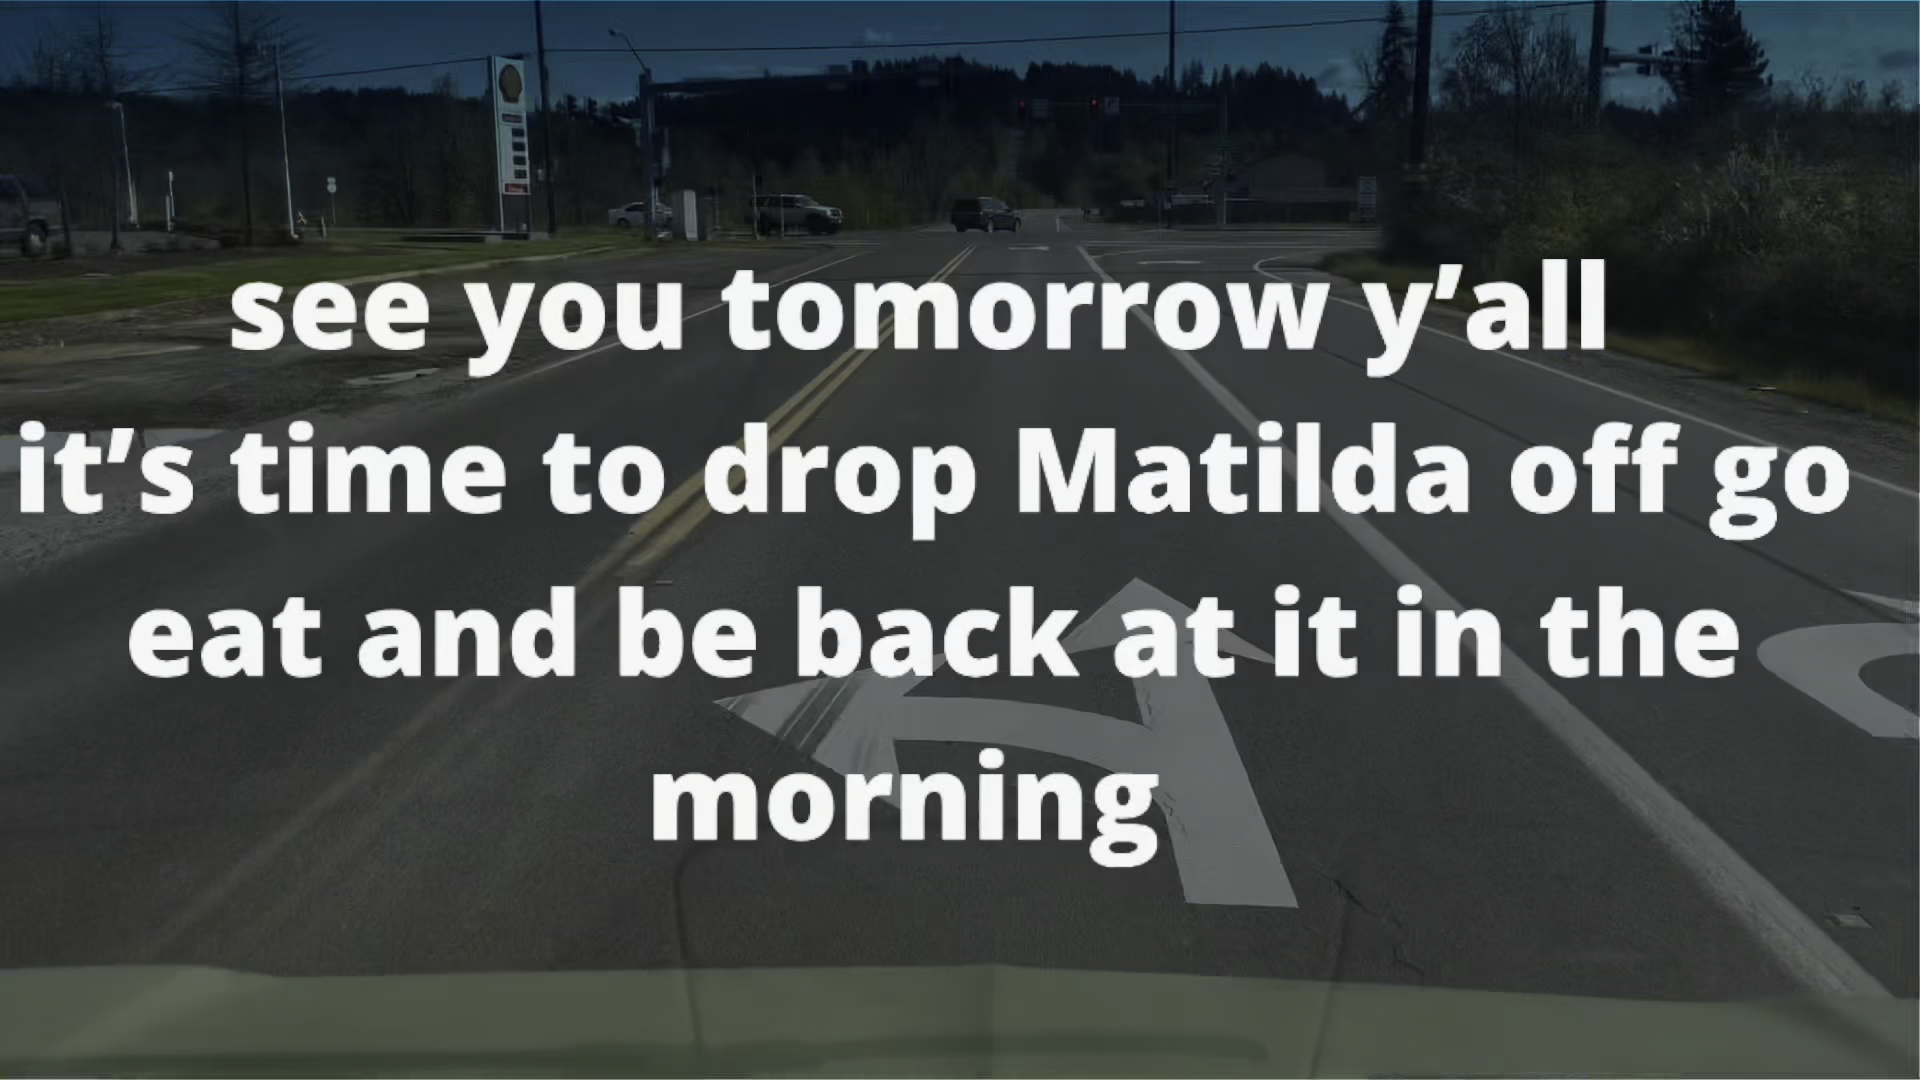 see you tomorrow y’all
it’s time to drop Matilda off go
eat and be back at it in the
morning